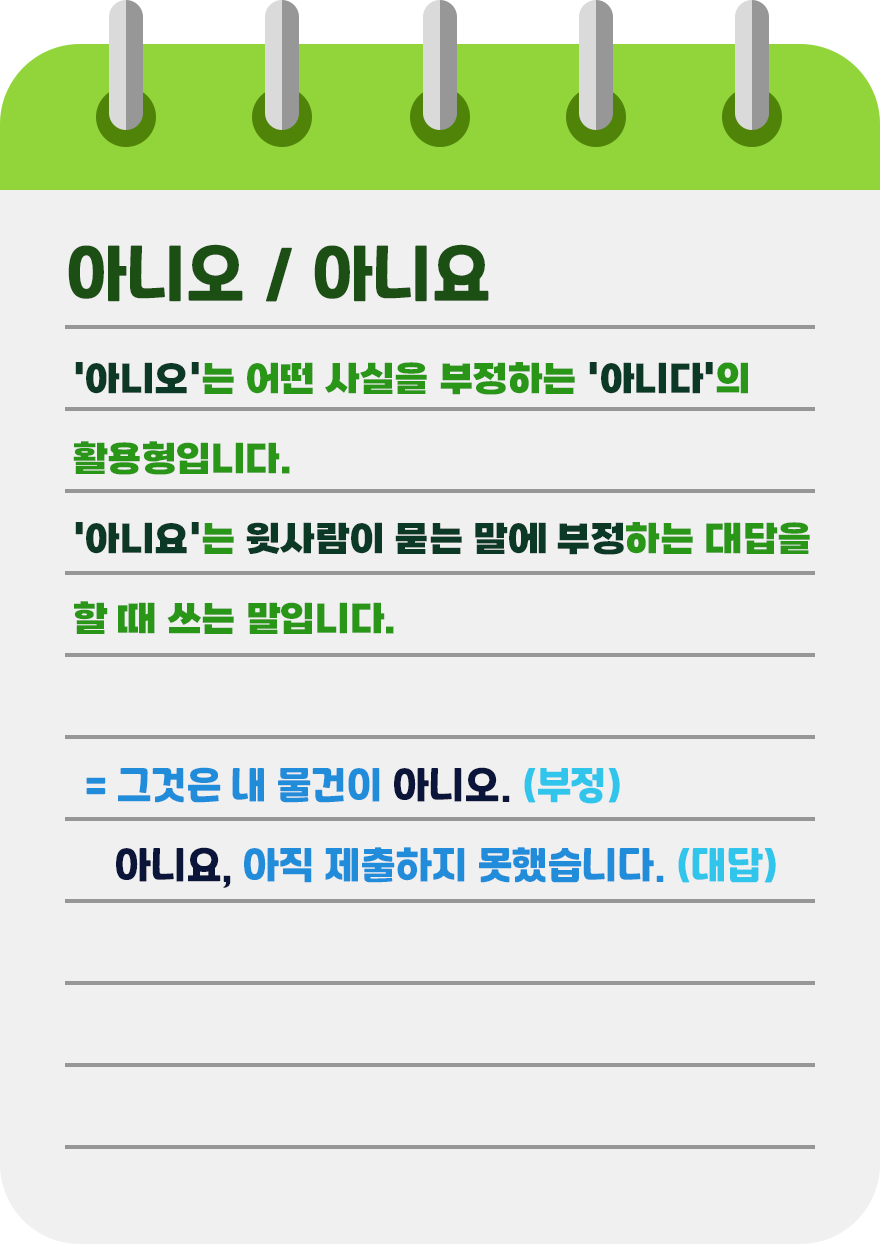 아니오 / 아니요
'아니오'는 어떤 사실을 부정하는 '아니다'의
활용형입니다.
'아니요'는 윗사람이 묻는 말에 부정하는 대답을
할 때 쓰는 말입니다.
= 그것은 내 물건이 아니오. (부정)
아니요, 아직 제출하지 못했습니다. (대답)